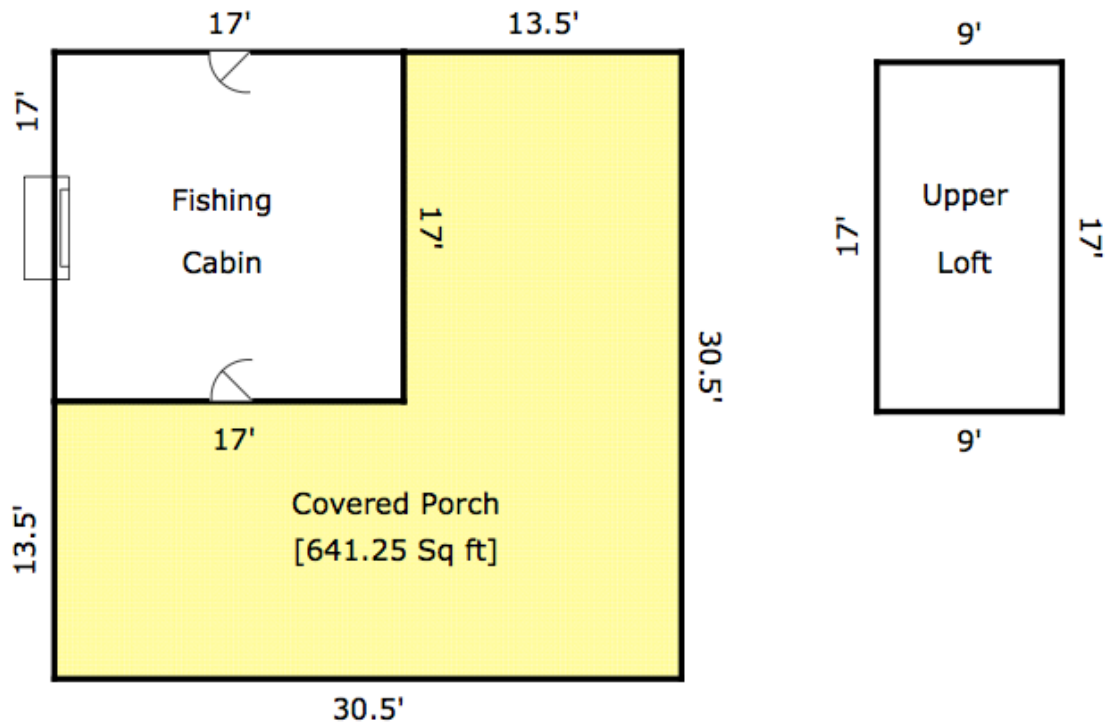 17'
13.5'
9'
17'
Fishing
Cabin
17'
17'
13.5'
Covered Porch
[641.25 Sq ft]
30.5'
30.5'
Upper
Loft
17'
17'
9'